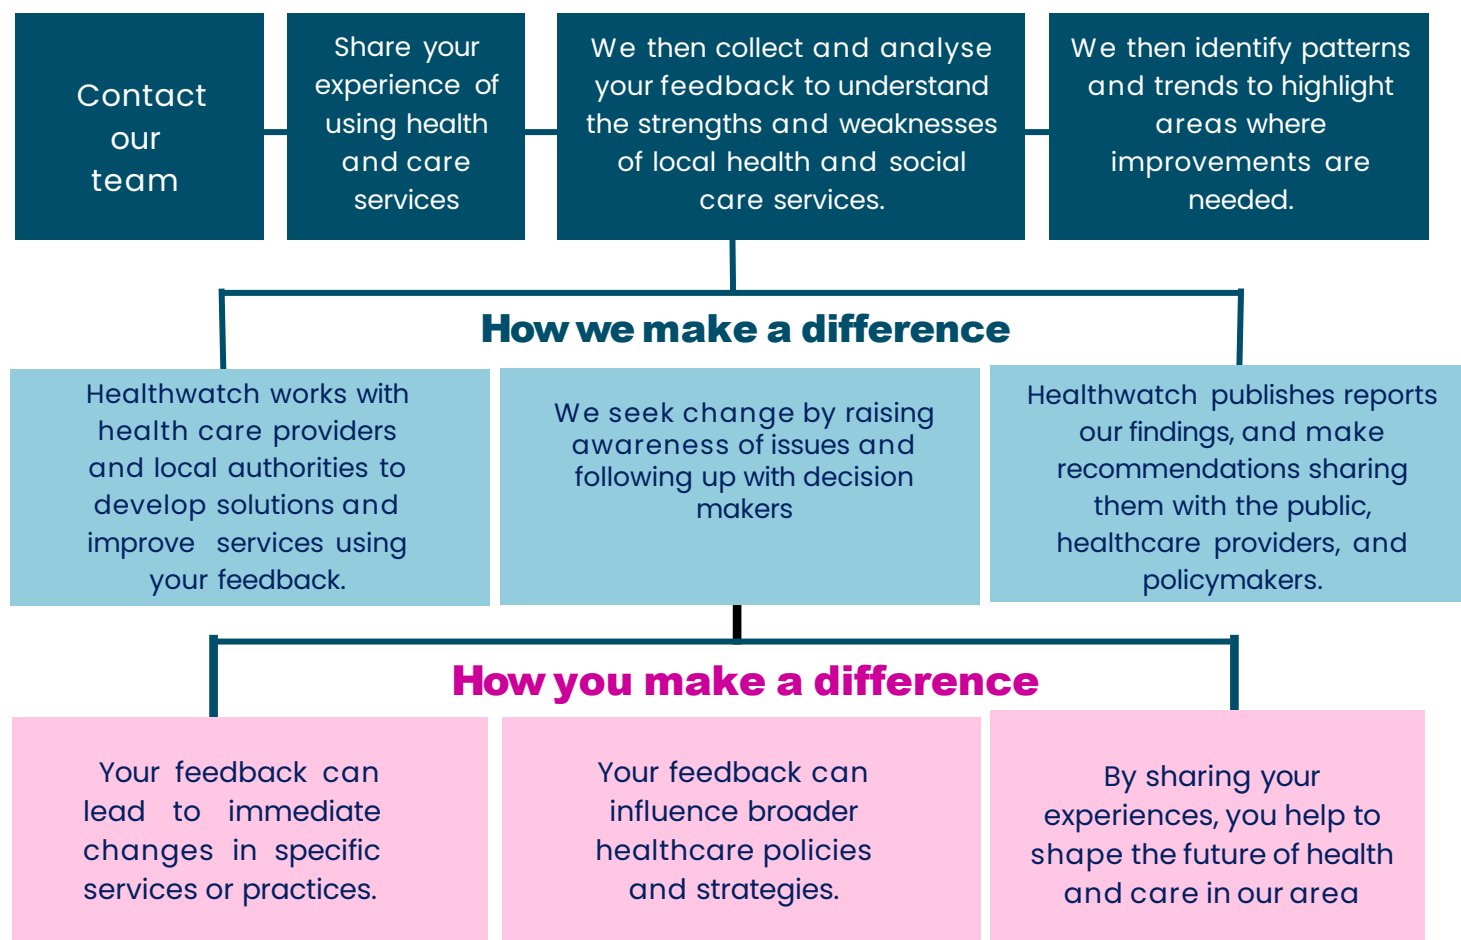 Contact
our
team
Share your
experience of
using health
and care
services
We then collect and analyse
your feedback to understand
the strengths and weaknesses
of local health and social
care services.
We then identify patterns
and trends to highlight
areas where
improvements are
needed.
How we make a difference
Healthwatch works with
health care providers
and local authorities to
develop solutions and
improve services using
your feedback.
We seek change by raising
awareness of issues and
following up with decision
makers
Healthwatch publishes reports
our findings, and make
recommendations sharing
them with the public,
healthcare providers, and
policymakers.
How you make a difference
Your feedback can
lead to immediate
changes in specific
services or practices.
Your feedback can
influence broader
healthcare policies
and strategies.
By sharing your
experiences, you help to
shape the future of health
and care in our area